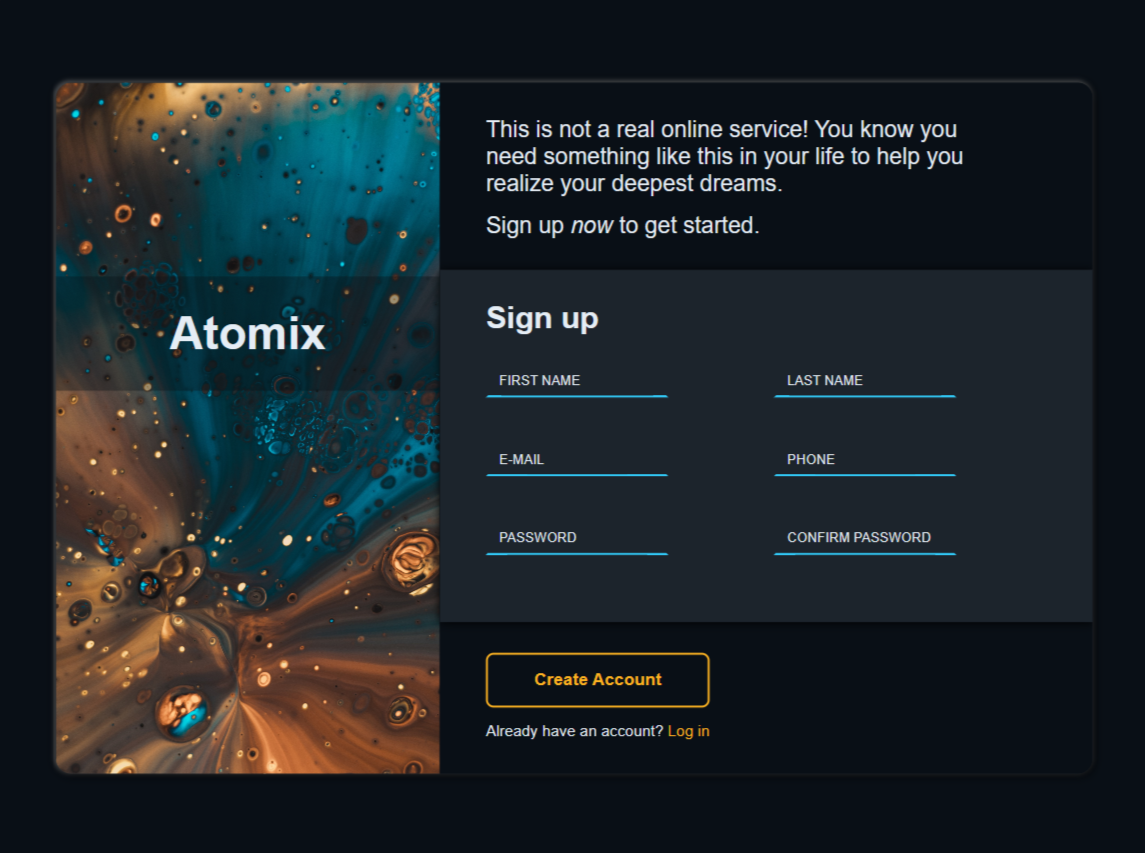 Atomix
This is not a real online service! You know you
need something like this in your life to help you
realize your deepest dreams.
Sign up now to get started.
Sign up
FIRST NAME
LAST NAME
E-MAIL
PHONE
PASSWORD
CONFIRM PASSWORD
Create Account
Already have an account? Log in